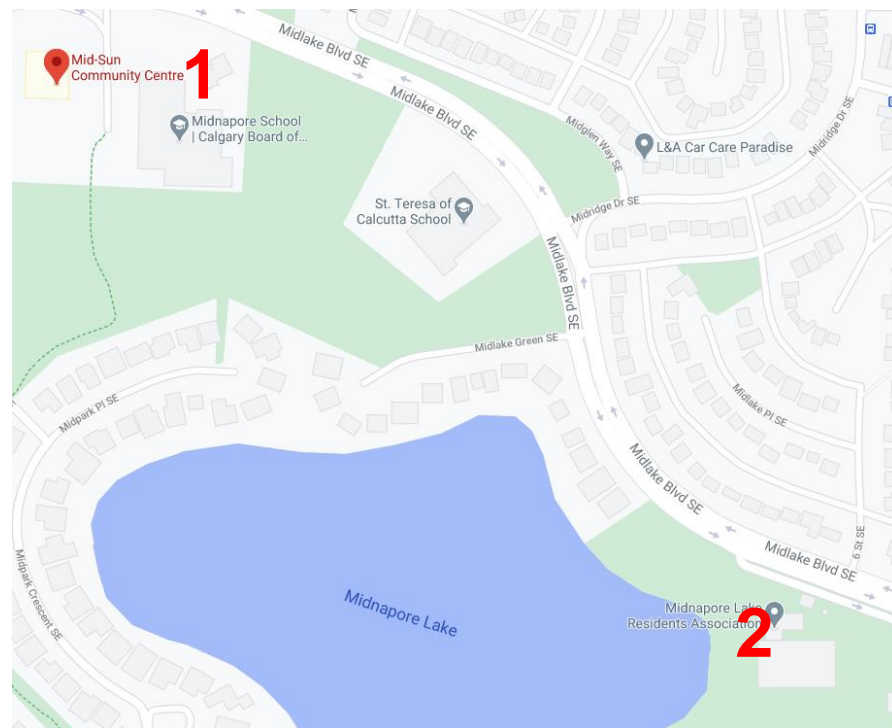 Midlake Blvd SE
Mid-Sun
Community Centre
1
Midlake Blvd SE
Midnapore School
| Calgary Board of...
Midglen Way SE
L&A Car Care Paradise
Midridge Dr SE
St. Teresa of
Calcutta School
Midridge Dr SE
Midlake Blvd SE
Midlake Green SE
Midpark Pl SE
Midlake Pl SE
Midlake Blvd SE
6 St SE
Midlake Blvd SE
Midpark Crescent SE
Midnapore Lake
Midnapore Lake
Residents Association
2